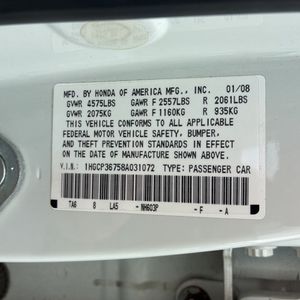 MFD. BY HONDA OF AMERICA MFG., INC. 01/08
GVWR 4575LBS GAWR F 2557LBS R 2061LBS
GVWR 2075KG GAWR F 1160KG R 935KG
THIS VEHICLE CONFORMS TO ALL APPLICABLE
FEDERAL MOTOR VEHICLE SAFETY, BUMPER,
AND THEFT PREVENTION STANDARDS IN EFFECT
ON THE DATE OF MANUFACTURE SHOWN ABOVE.
V.I.N.: 1HGCP36758A031072 TYPE: PASSENGER CAR
TA6 8 LA5 -NH603P -F -A